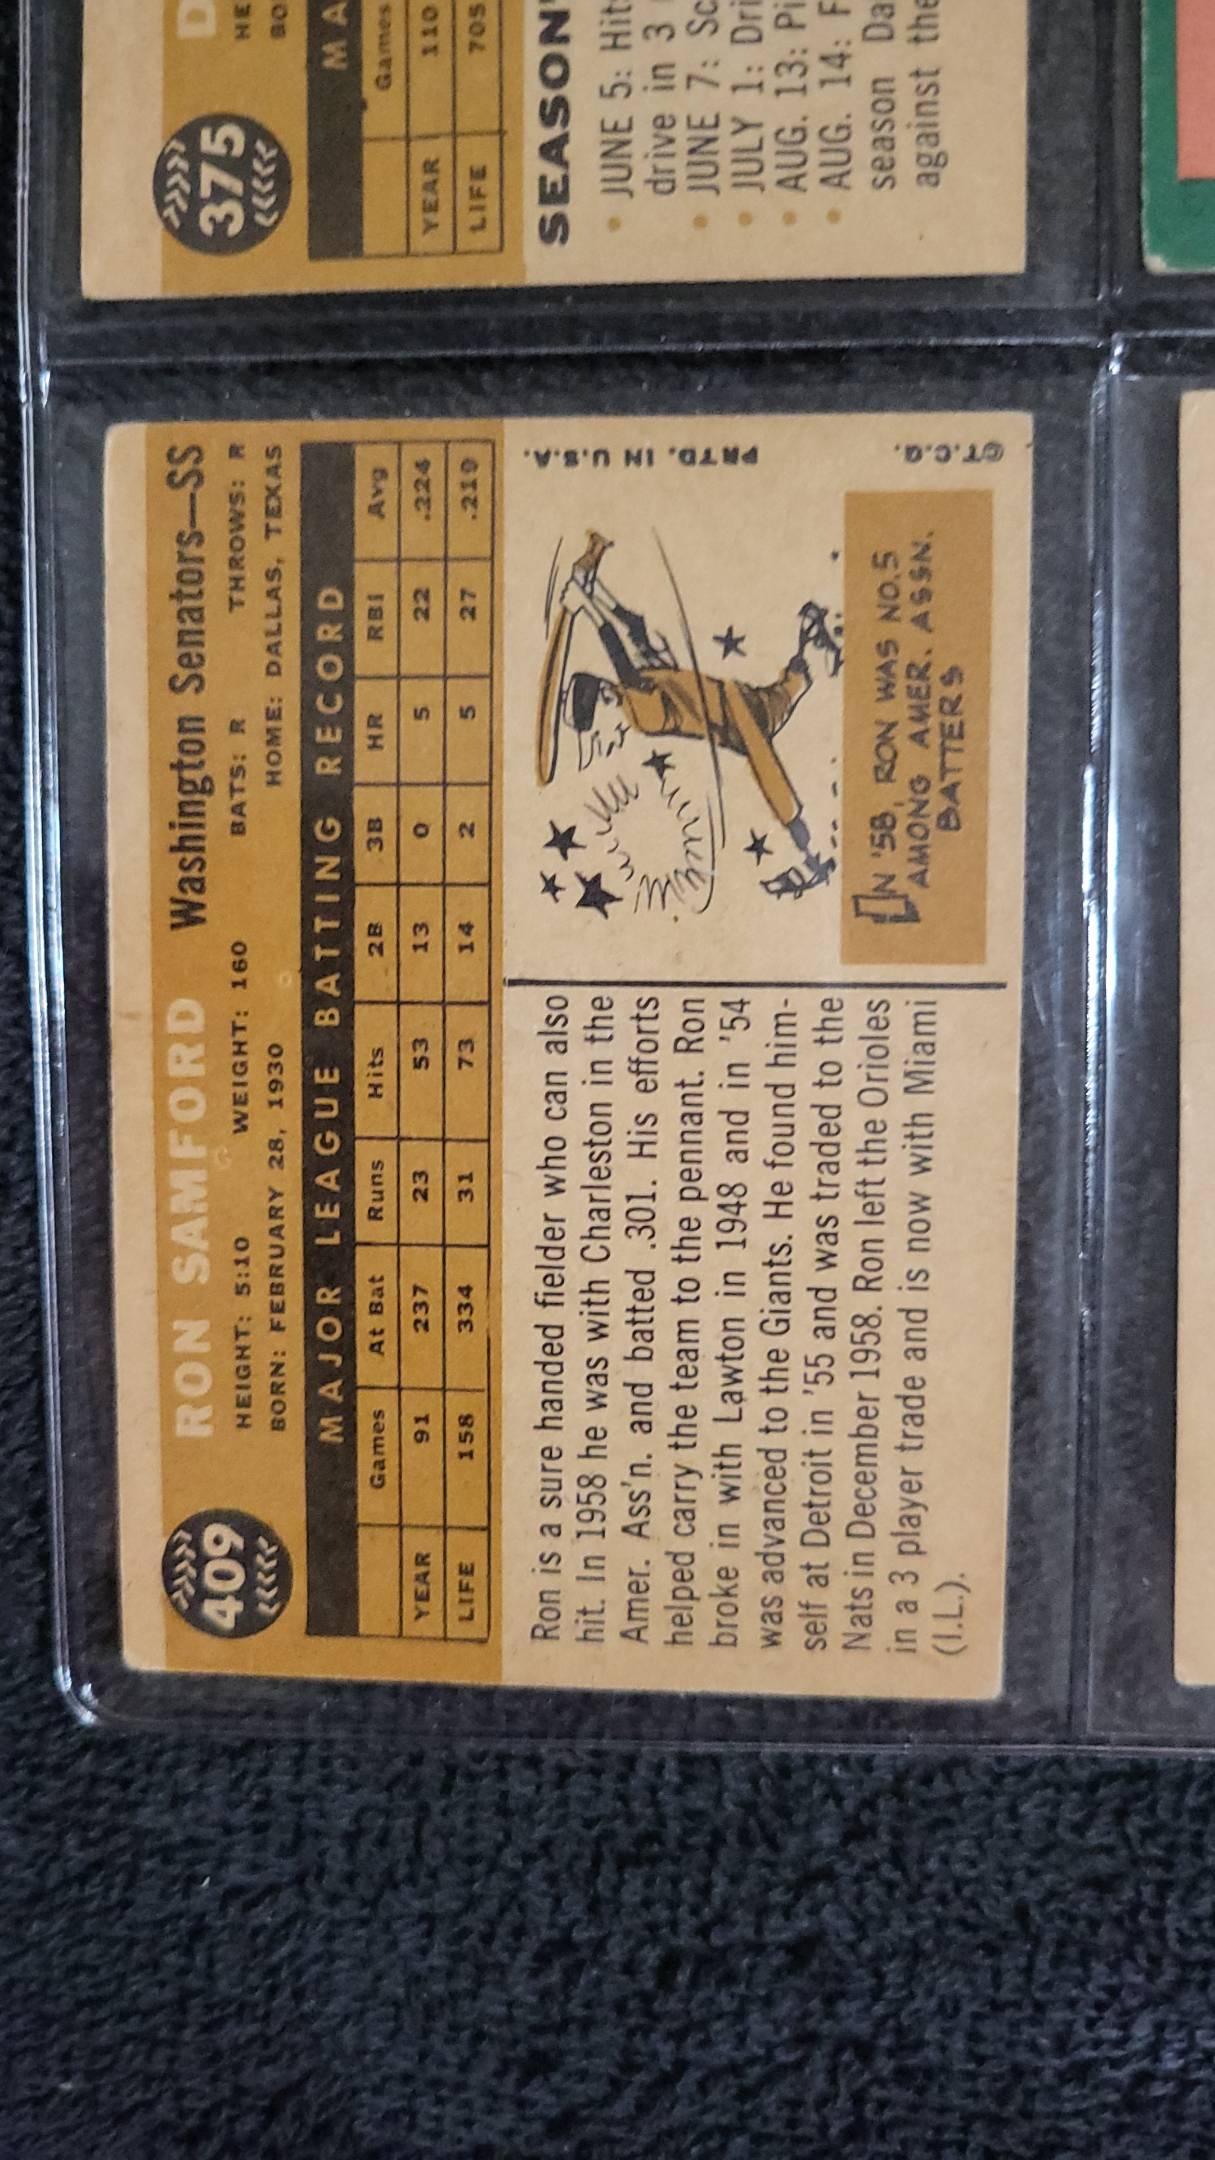 409
RON SAMFORD Washington Senators—SS
HEIGHT: 5:10 WEIGHT: 160 BATS: R THROWS: R
BORN: FEBRUARY 28, 1930 HOME: DALLAS, TEXAS
MAJOR LEAGUE BATTING RECORD
Games At Bat Runs Hits 2B 3B HR RBI Avg
YEAR 91 237 23 53 13 0 5 22 .224
LIFE 158 334 31 73 14 2 5 27 .219
Ron is a sure handed fielder who can also
hit. In 1958 he was with Charleston in the
Amer. Ass'n. and batted .301. His efforts
helped carry the team to the pennant. Ron
broke in with Lawton in 1948 and in '54
was advanced to the Giants. He found him-
self at Detroit in '55 and was traded to the
Nats in December 1958. Ron left the Orioles
in a 3 player trade and is now with Miami
(I.L.).
IN '58, RON WAS NO.5
AMONG AMER. ASSN.
BATTERS
©T.C.G. PRTD. IN U.S.A.
375
D
HE
BO
MA
Games
YEAR 110
LIFE 705
SEASON'
• JUNE 5: Hit
drive in 3
• JUNE 7: Sc
• JULY 1: Dri
• AUG. 13: Pi
• AUG. 14: F
season Da
against the